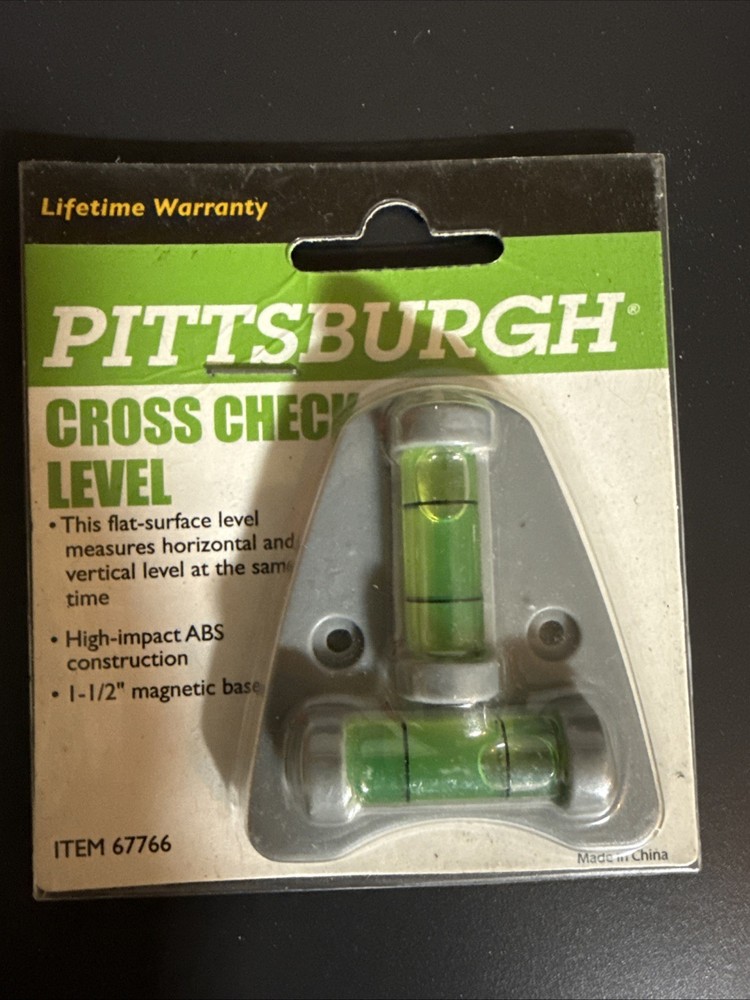 Lifetime Warranty
PITTSBURGH®
CROSS CHECK
LEVEL
• This flat-surface level
measures horizontal and
vertical level at the same
time
• High-impact ABS
construction
• 1-1/2" magnetic base
ITEM 67766
Made in China